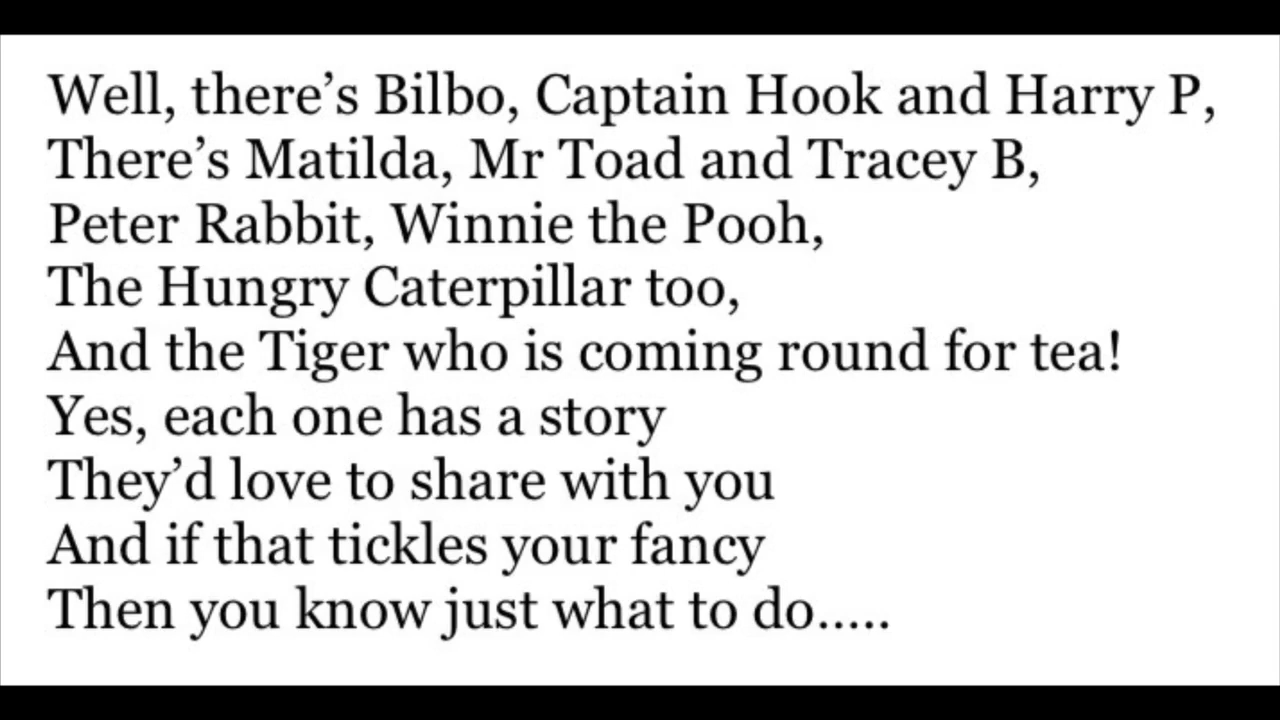 Well, there’s Bilbo, Captain Hook and Harry P,
There’s Matilda, Mr Toad and Tracey B,
Peter Rabbit, Winnie the Pooh,
The Hungry Caterpillar too,
And the Tiger who is coming round for tea!
Yes, each one has a story
They’d love to share with you
And if that tickles your fancy
Then you know just what to do.....